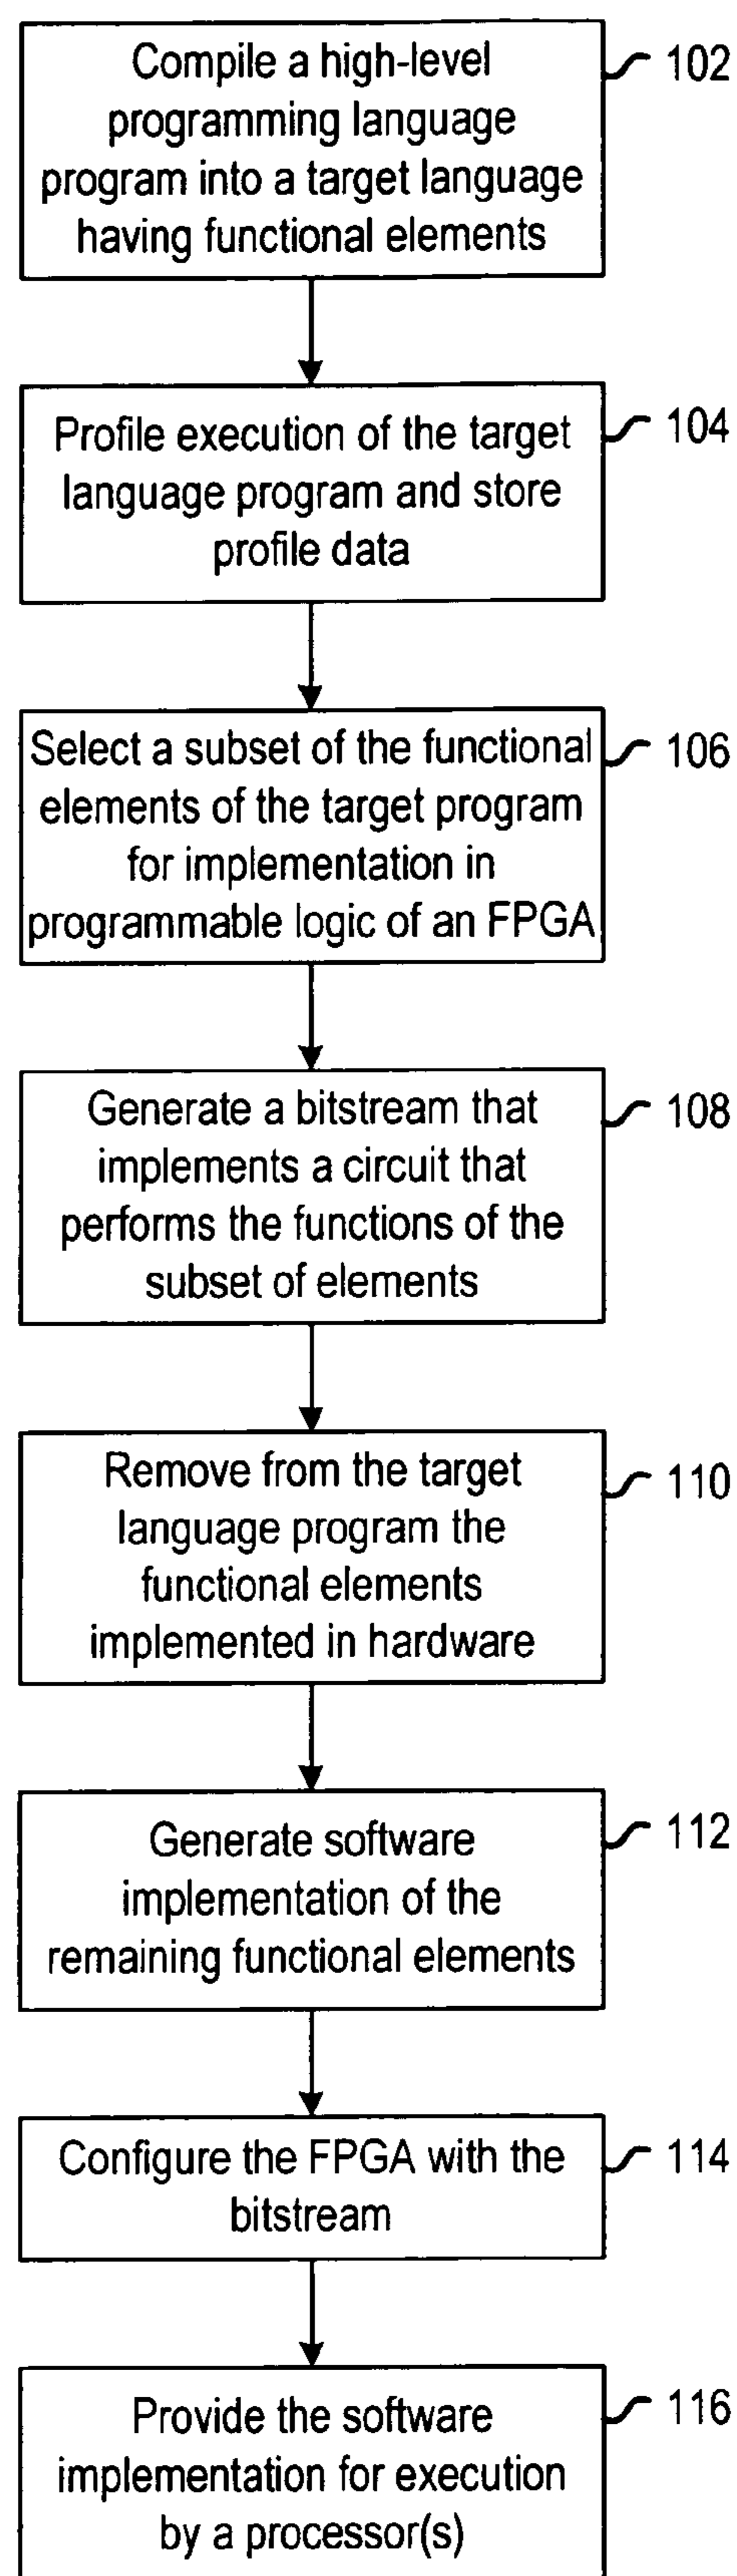 Compile a high-level
programming language
program into a target language
having functional elements
102
Profile execution of the target
language program and store
profile data
104
Select a subset of the functional
elements of the target program
for implementation in
programmable logic of an FPGA
106
Generate a bitstream that
implements a circuit that
performs the functions of the
subset of elements
108
Remove from the target
language program the
functional elements
implemented in hardware
110
Generate software
implementation of the
remaining functional elements
112
Configure the FPGA with the
bitstream
114
Provide the software
implementation for execution
by a processor(s)
116